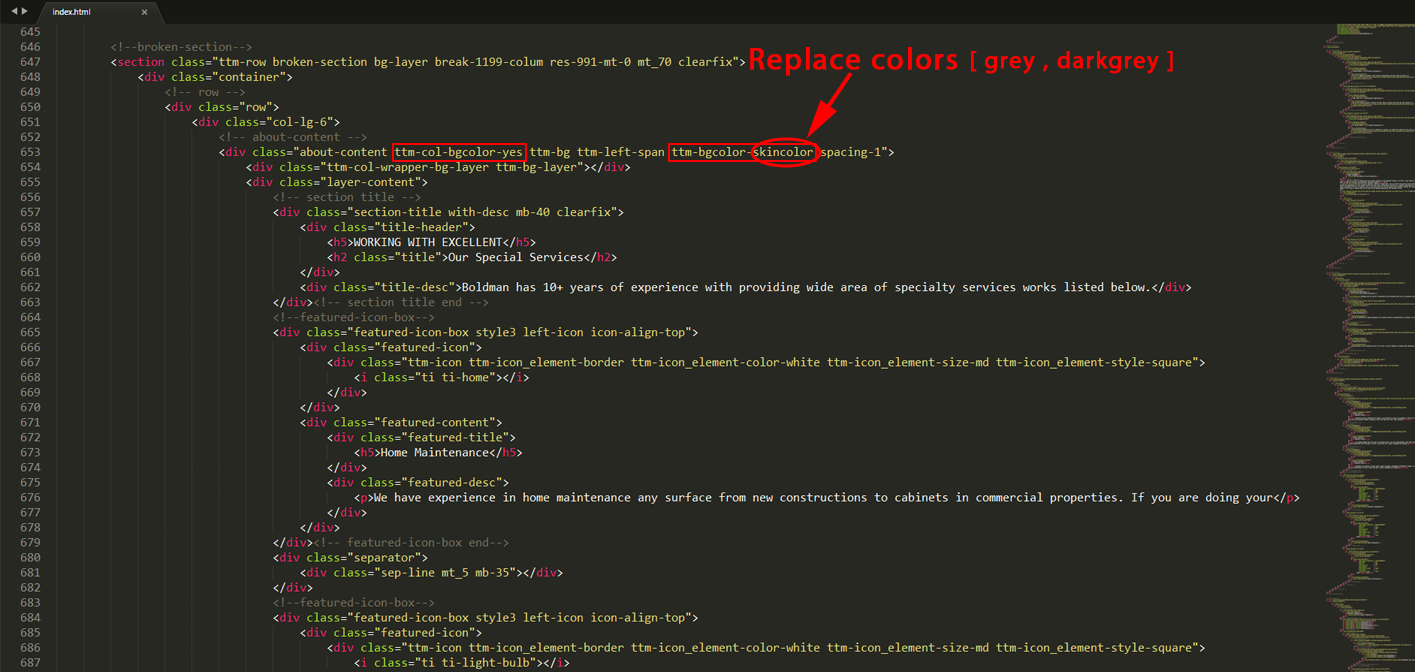 index.html ×
645
646 <!--broken-section-->
647 <section class="ttm-row broken-section bg-layer break-1199-colum res-991-mt-0 mt_70 clearfix"> Replace colors [ grey , darkgrey ]
648 <div class="container">
649 <!-- row -->
650 <div class="row">
651 <div class="col-lg-6">
652 <!-- about-content -->
653 <div class="about-content ttm-col-bgcolor-yes ttm-bg ttm-left-span ttm-bgcolor-skincolor spacing-1">
654 <div class="ttm-col-wrapper-bg-layer ttm-bg-layer"></div>
655 <div class="layer-content">
656 <!-- section title -->
657 <div class="section-title with-desc mb-40 clearfix">
658 <div class="title-header">
659 <h5>WORKING WITH EXCELLENT</h5>
660 <h2 class="title">Our Special Services</h2>
661 </div>
662 <div class="title-desc">Boldman has 10+ years of experience with providing wide area of specialty services works listed below.</div>
663 </div><!-- section title end -->
664 <!--featured-icon-box-->
665 <div class="featured-icon-box style3 left-icon icon-align-top">
666 <div class="featured-icon">
667 <div class="ttm-icon ttm-icon_element-border ttm-icon_element-color-white ttm-icon_element-size-md ttm-icon_element-style-square">
668 <i class="ti ti-home"></i>
669 </div>
670 </div>
671 <div class="featured-content">
672 <div class="featured-title">
673 <h5>Home Maintenance</h5>
674 </div>
675 <div class="featured-desc">
676 <p>We have experience in home maintenance any surface from new constructions to cabinets in commercial properties. If you are doing your</p>
677 </div>
678 </div>
679 </div><!-- featured-icon-box end-->
680 <div class="separator">
681 <div class="sep-line mt_5 mb-35"></div>
682 </div>
683 <!--featured-icon-box-->
684 <div class="featured-icon-box style3 left-icon icon-align-top">
685 <div class="featured-icon">
686 <div class="ttm-icon ttm-icon_element-border ttm-icon_element-color-white ttm-icon_element-size-md ttm-icon_element-style-square">
687 <i class="ti ti-light-bulb"></i>